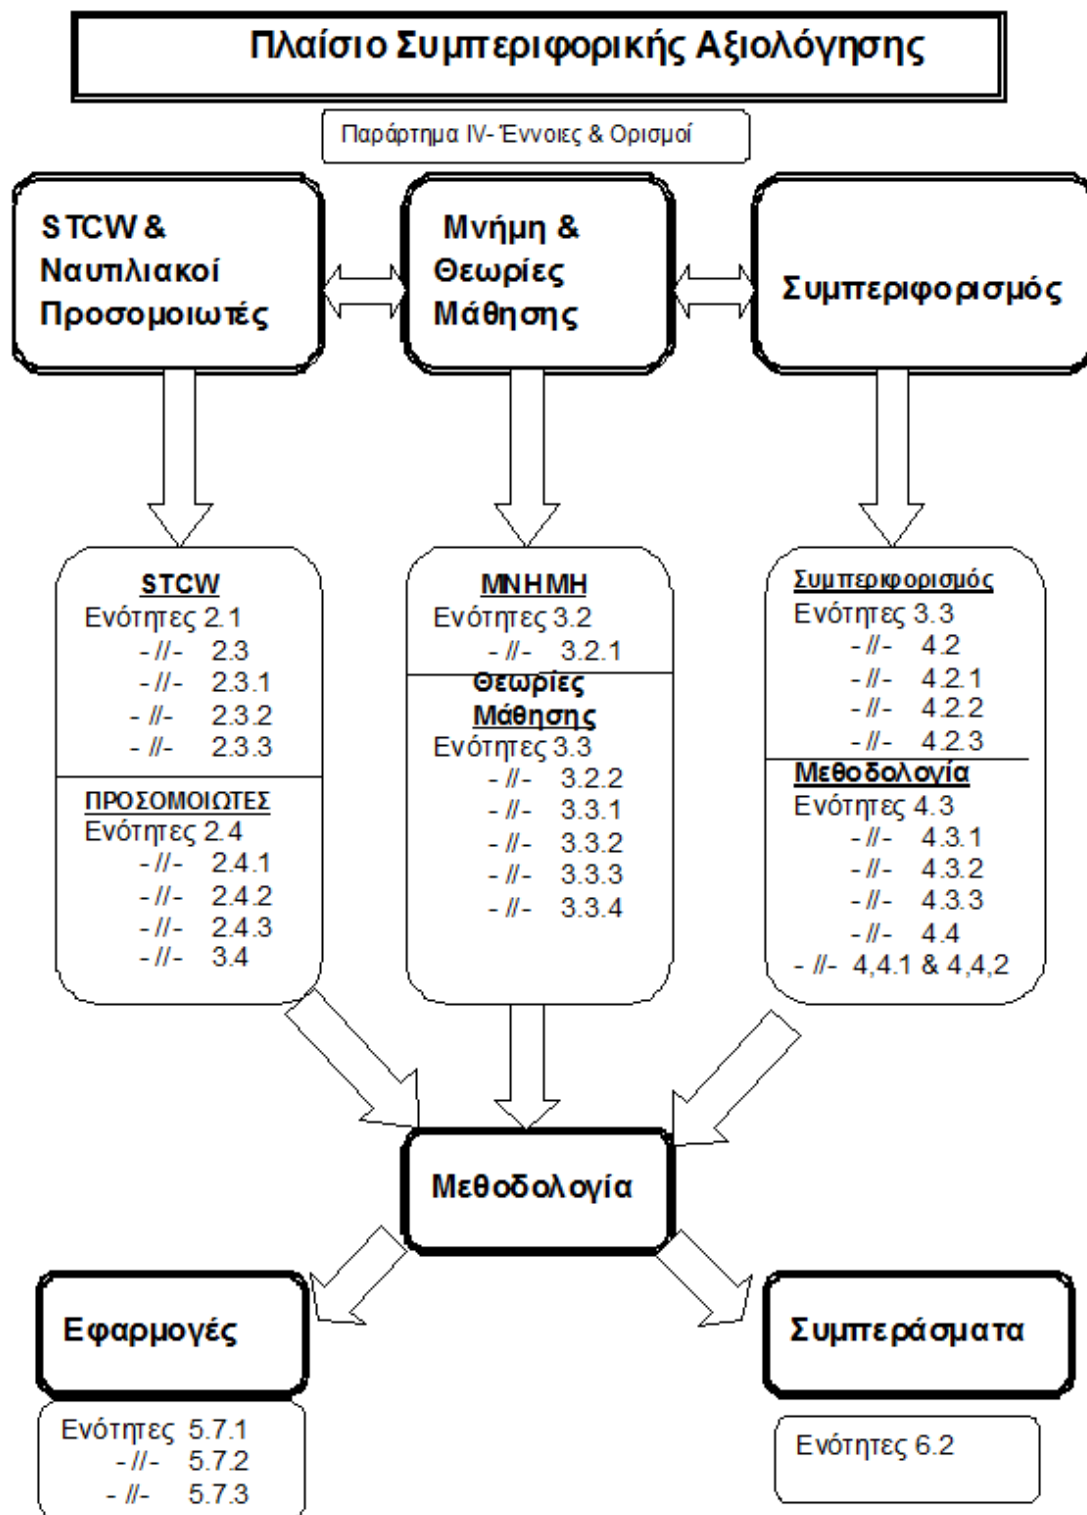 Πλαίσιο Συμπεριφορικής Αξιολόγησης
Παράρτημα IV- Έννοιες & Ορισμοί
STCW &
Ναυπλιακοί
Προσομοιωτές
Μνήμη &
Θεωρίες
Μάθησης
Συμπεριφορισμός
STCW
Ενότητες 2.1
- //- 2.3
- //- 2.3.1
- //- 2.3.2
- //- 2.3.3
ΠΡΟΣΟΜΟΙΩΤΕΣ
Ενότητες 2.4
- //- 2.4.1
- //- 2.4.2
- //- 2.4.3
- //- 3.4
ΜΝΗΜΗ
Ενότητες 3.2
- //- 3.2.1
Θεωρίες
Μάθησης
Ενότητες 3.3
- //- 3.2.2
- //- 3.3.1
- //- 3.3.2
- //- 3.3.3
- //- 3.3.4
Συμπεριφορισμός
Ενότητες 3.3
- //- 4.2
- //- 4.2.1
- //- 4.2.2
- //- 4.2.3
Μεθοδολογία
Ενότητες 4.3
- //- 4.3.1
- //- 4.3.2
- //- 4.3.3
- //- 4.4
- //- 4,4.1 & 4,4,2
Μεθοδολογία
Εφαρμογές
Ενότητες 5.7.1
- //- 5.7.2
- //- 5.7.3
Συμπεράσματα
Ενότητες 6.2